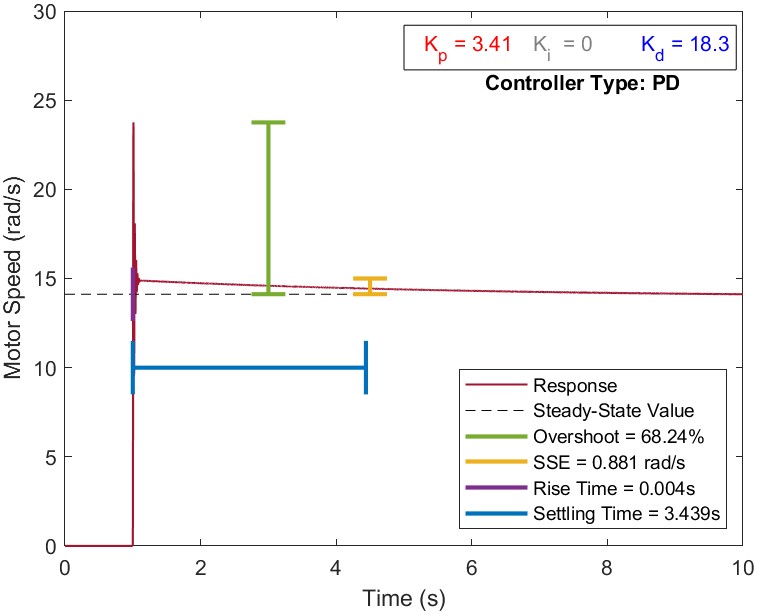 30
25
20
15
10
5
0
Motor Speed (rad/s)
Kp = 3.41 Ki = 0 Kd = 18.3
Controller Type: PD
Response
Steady-State Value
Overshoot = 68.24%
SSE = 0.881 rad/s
Rise Time = 0.004s
Settling Time = 3.439s
0 2 4 6 8 10
Time (s)